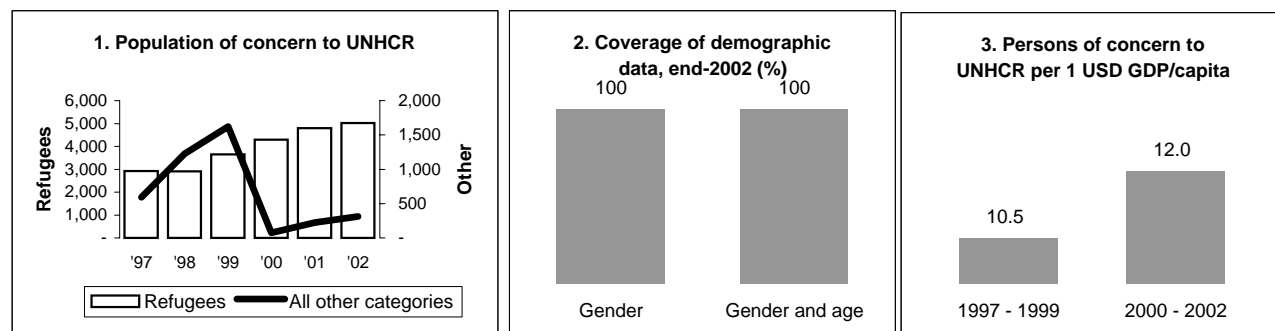 1. Population of concern to UNHCR
6,000
5,000
4,000
3,000
2,000
1,000
-
Refugees
2,000
1,500
1,000
500
-
Other
'97 '98 '99 '00 '01 '02
Refugees All other categories
2. Coverage of demographic
data, end-2002 (%)
100 100
Gender Gender and age
3. Persons of concern to
UNHCR per 1 USD GDP/capita
12.0
10.5
1997 - 1999 2000 - 2002